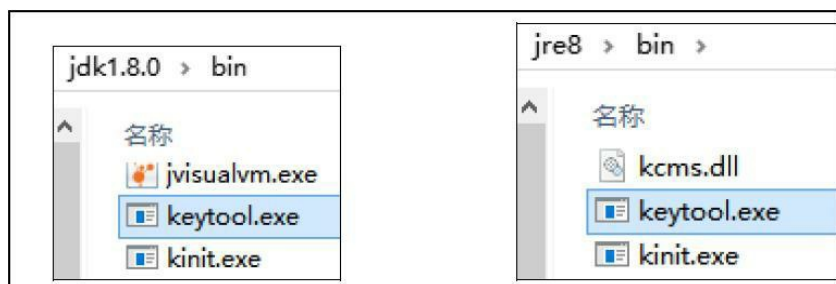 jdk1.8.0 > bin
名称
jvisualvm.exe
keytool.exe
kinit.exe
jre8 > bin >
名称
kcms.dll
keytool.exe
kinit.exe